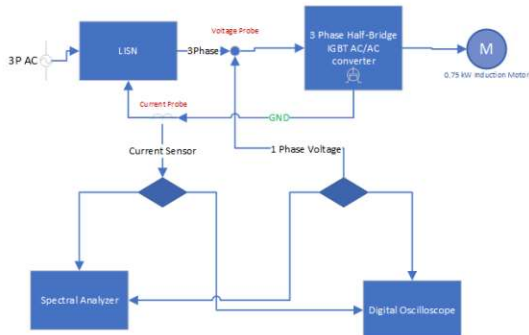 3P AC
LISN
3Phase
Voltage Probe
3 Phase Half-Bridge
IGBT AC/AC
converter
M
0,75 kW Induction Motor
Current Probe
GND
Current Sensor
1 Phase Voltage
Spectral Analyzer
Digital Oscilloscope